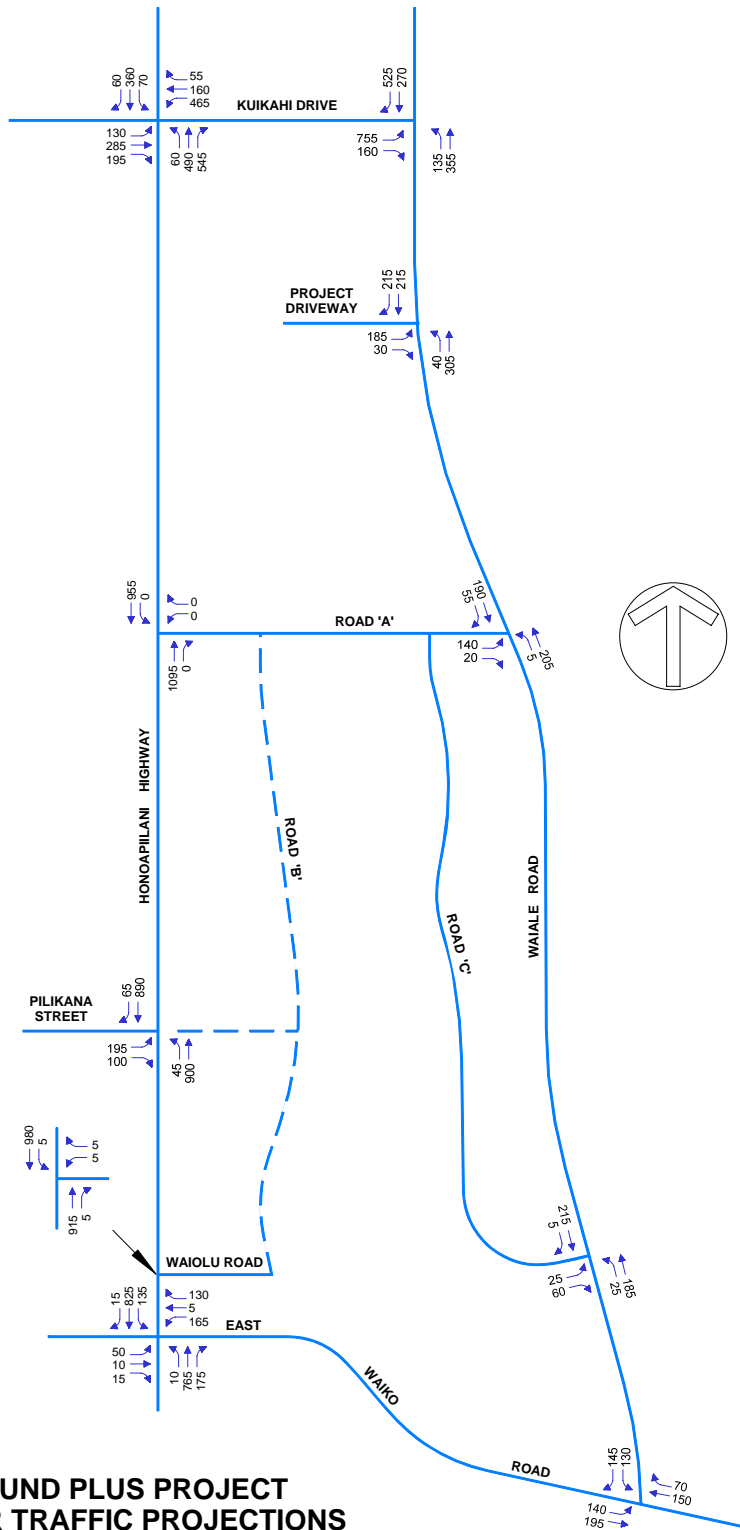 60 360 70
55
160
465
525 270
KUIKAHI DRIVE
130
285
195
60 490 545
755
160
135 355
215 215
PROJECT
DRIVEWAY
185
30
40 305
955 0
0
0
190
55
ROAD 'A'
140
20
5 205
1095 0
HONOAPIILANI HIGHWAY
ROAD 'B'
ROAD 'C'
WAIALE ROAD
65 890
PILIKANA
STREET
195
100
45 900
980 5
5
5
915 5
215
5
WAIOLU ROAD
25
60
25 185
15 825 135
130
5
165
EAST
50
10
15
10 765 175
WAIKO
ROAD
145 130
70
150
140
195
UND PLUS PROJECT
R TRAFFIC PROJECTIONS